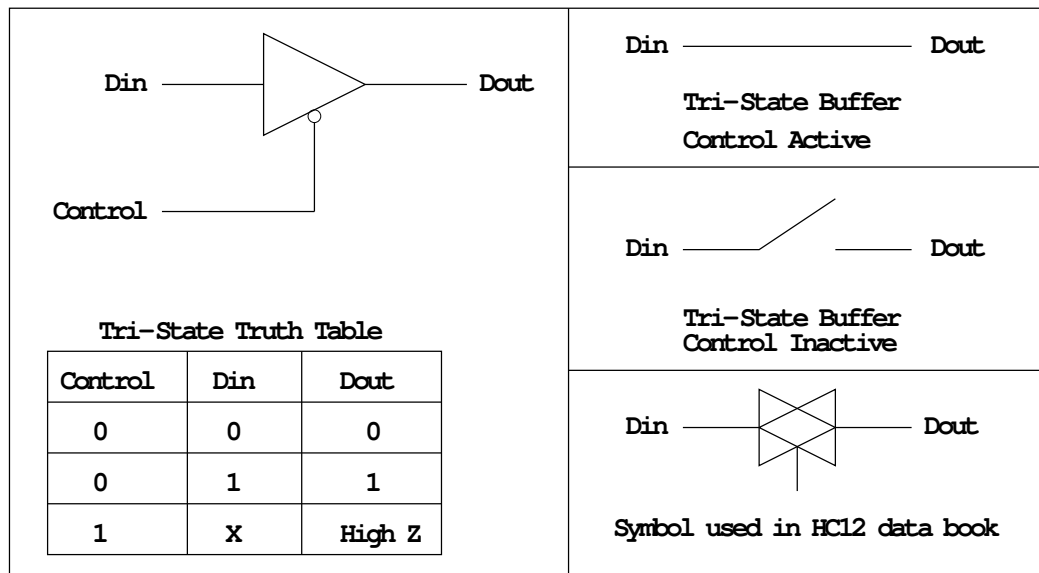 Din Dout
Control
Tri-State Truth Table
Control Din Dout
0 0 0
0 1 1
1 X High Z
Din Dout
Tri-State Buffer
Control Active
Din Dout
Tri-State Buffer
Control Inactive
Din Dout
Symbol used in HC12 data book